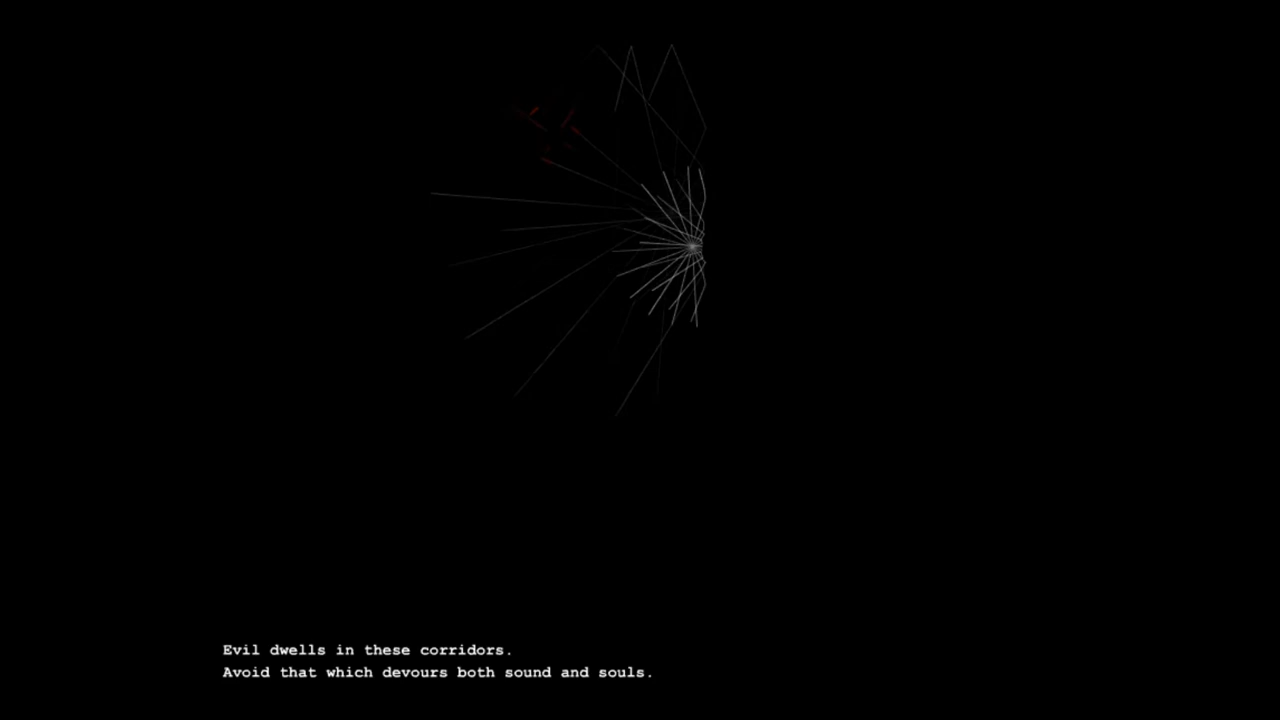 Evil dwells in these corridors.
Avoid that which devours both sound and souls.